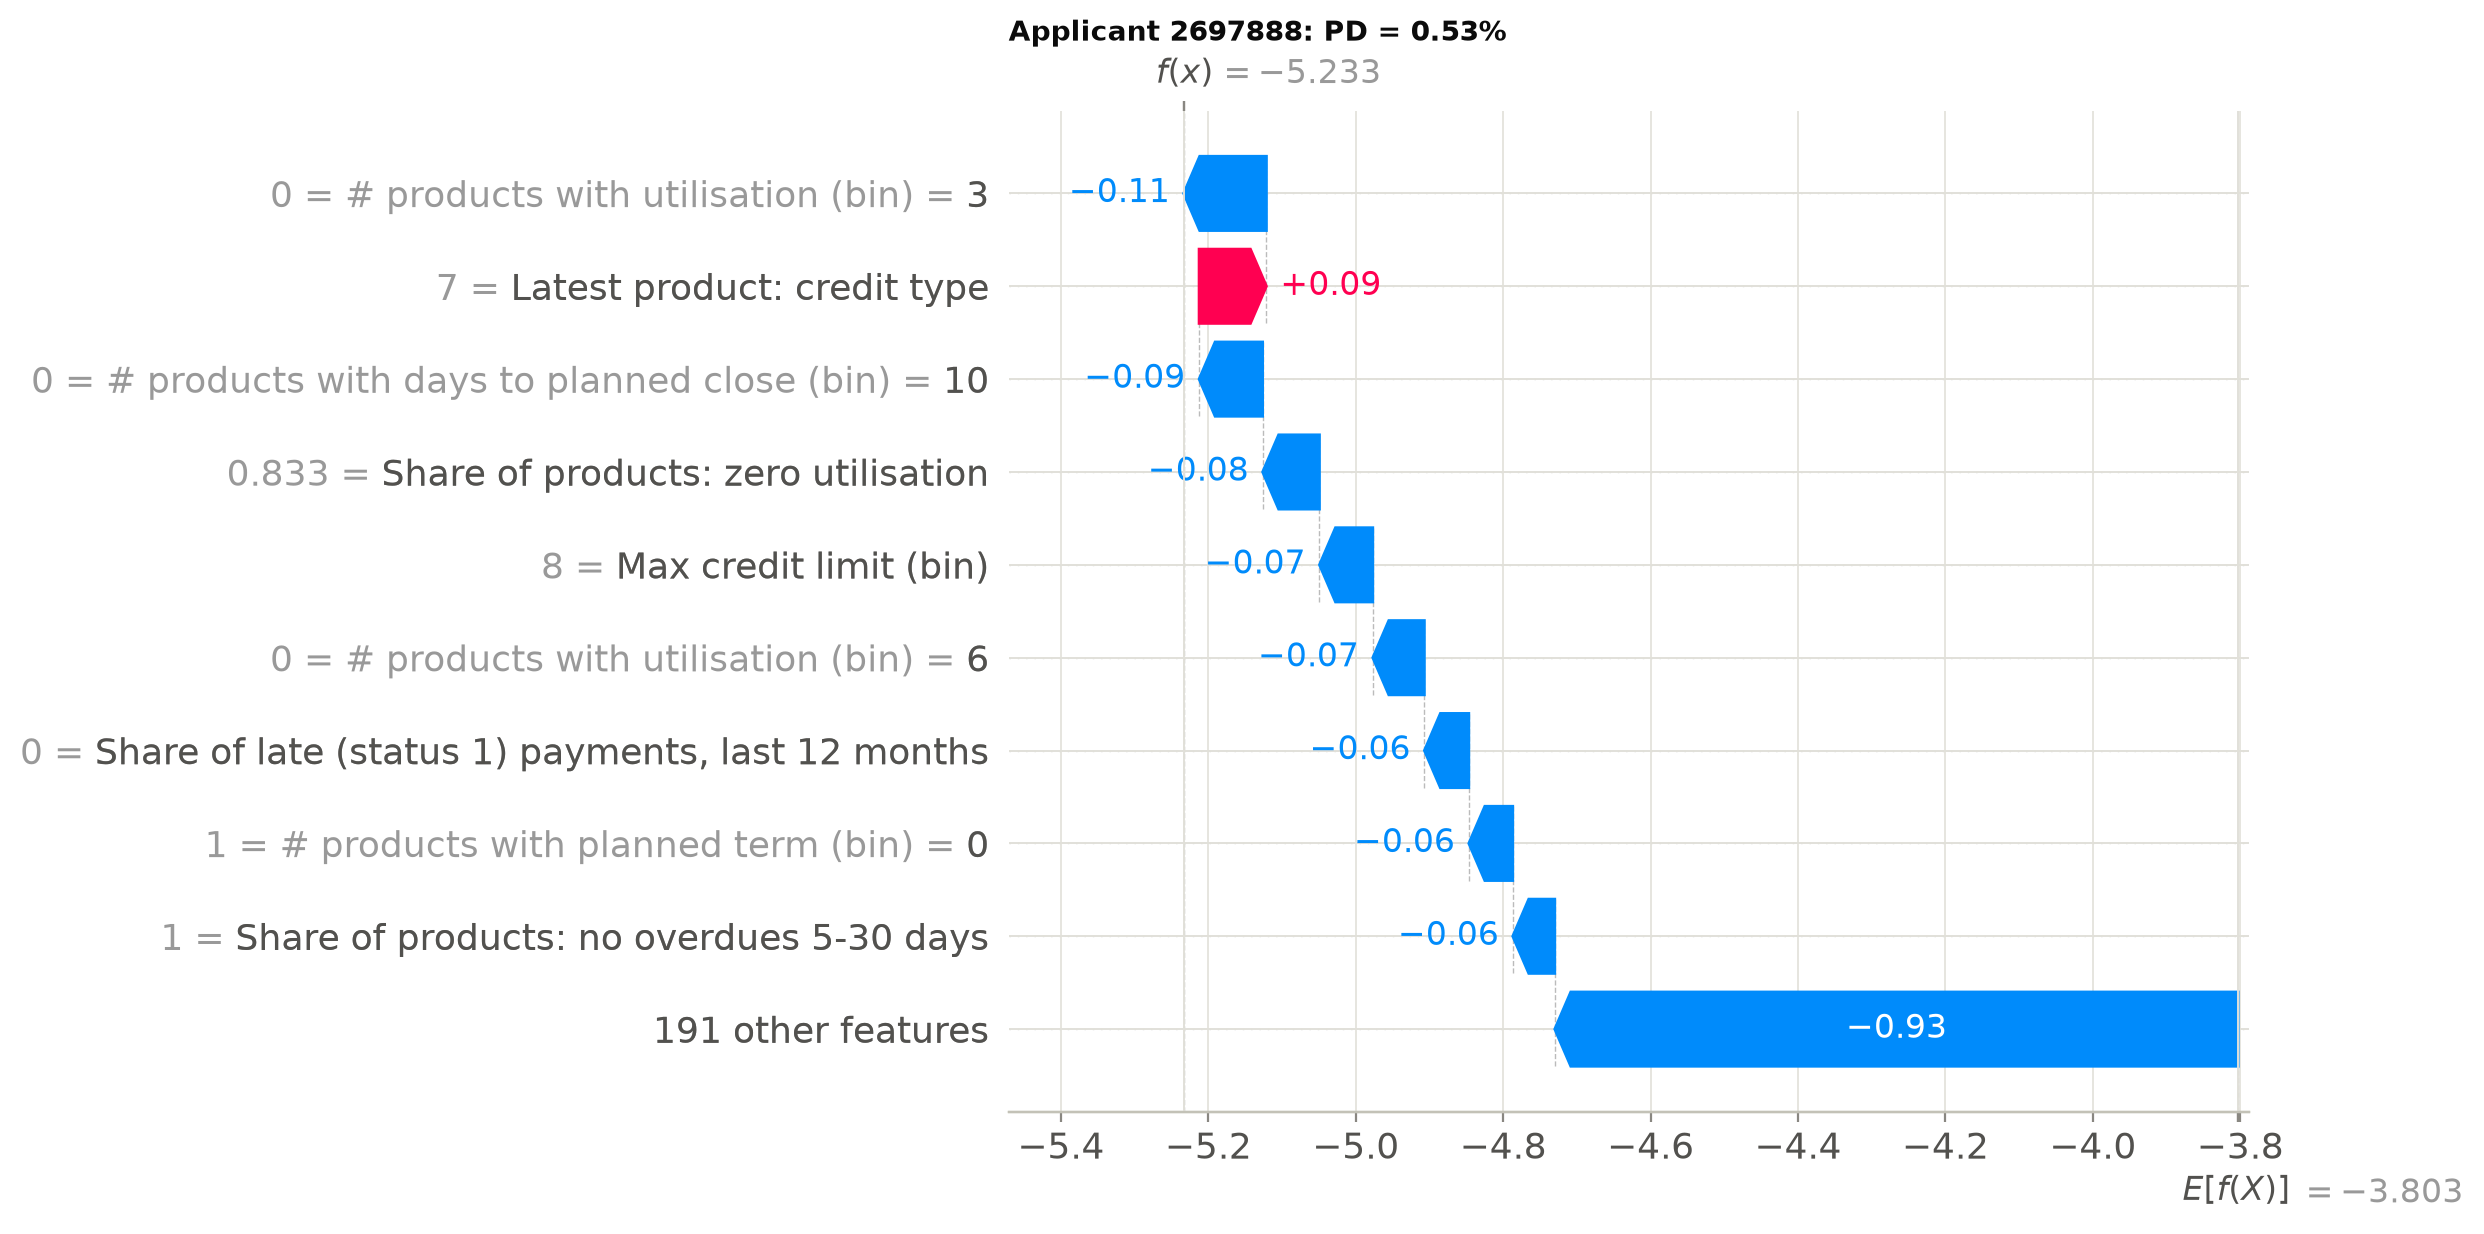 Applicant 2697888: PD = 0.53%
f(x) = −5.233
0 = # products with utilisation (bin) = 3
−0.11
7 = Latest product: credit type
+0.09
0 = # products with days to planned close (bin) = 10
−0.09
0.833 = Share of products: zero utilisation
−0.08
8 = Max credit limit (bin)
−0.07
0 = # products with utilisation (bin) = 6
−0.07
0 = Share of late (status 1) payments, last 12 months
−0.06
1 = # products with planned term (bin) = 0
−0.06
1 = Share of products: no overdues 5-30 days
−0.06
191 other features
−0.93
−5.4 −5.2 −5.0 −4.8 −4.6 −4.4 −4.2 −4.0 −3.8
E[f(X)] = −3.803